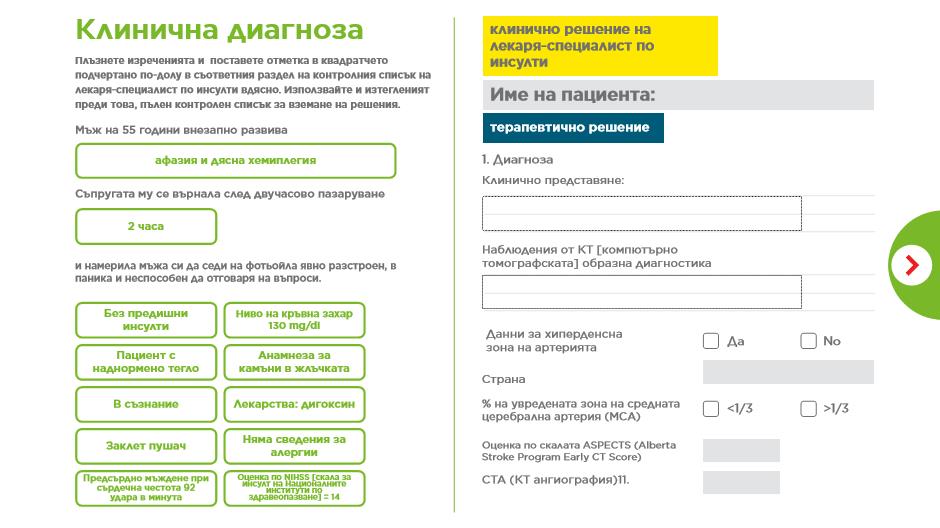 Клинична диагноза
Плъзнете изреченията и поставете отметка в квадратчето
подчертано по-долу в съответния раздел на контролния списък на
лекаря-специалист по инсулти вдясно. Използвайте и изтегленият
преди това, пълен контролен списък за вземане на решения.
Мъж на 55 години внезапно развива
афазия и дясна хемиплегия
Съпругата му се върнала след двучасово пазаруване
2 часа
и намерила мъжа си да седи на фотьойла явно разстроен, в
паника и неспособен да отговаря на въпроси.
Без предишни
инсулти
Ниво на кръвна захар
130 mg/dl
Пациент с
наднормено тегло
Анамнеза за
камъни в жлъчката
В съзнание
Лекарства: дигоксин
Заклет пушач
Няма сведения за
алергии
Предсърдно мъждене при
сърдечна честота 92
удара в минута
Оценка по NIHSS [скала за
инсулт на Националните
институти по
здравеопазване] = 14
клинично решение на
лекаря-специалист по
инсулти
Име на пациента:
терапевтично решение
1. Диагноза
Клинично представяне:
Наблюдения от КТ [компютърно
томографската] образна диагностика
Данни за хиперденсна
зона на артерията
Да
No
Страна
% на увредената зона на средната
церебрална артерия (MCA)
<1/3
>1/3
Оценка по скалата ASPECTS (Alberta
Stroke Program Early CT Score)
CTA (КТ ангиография)11.